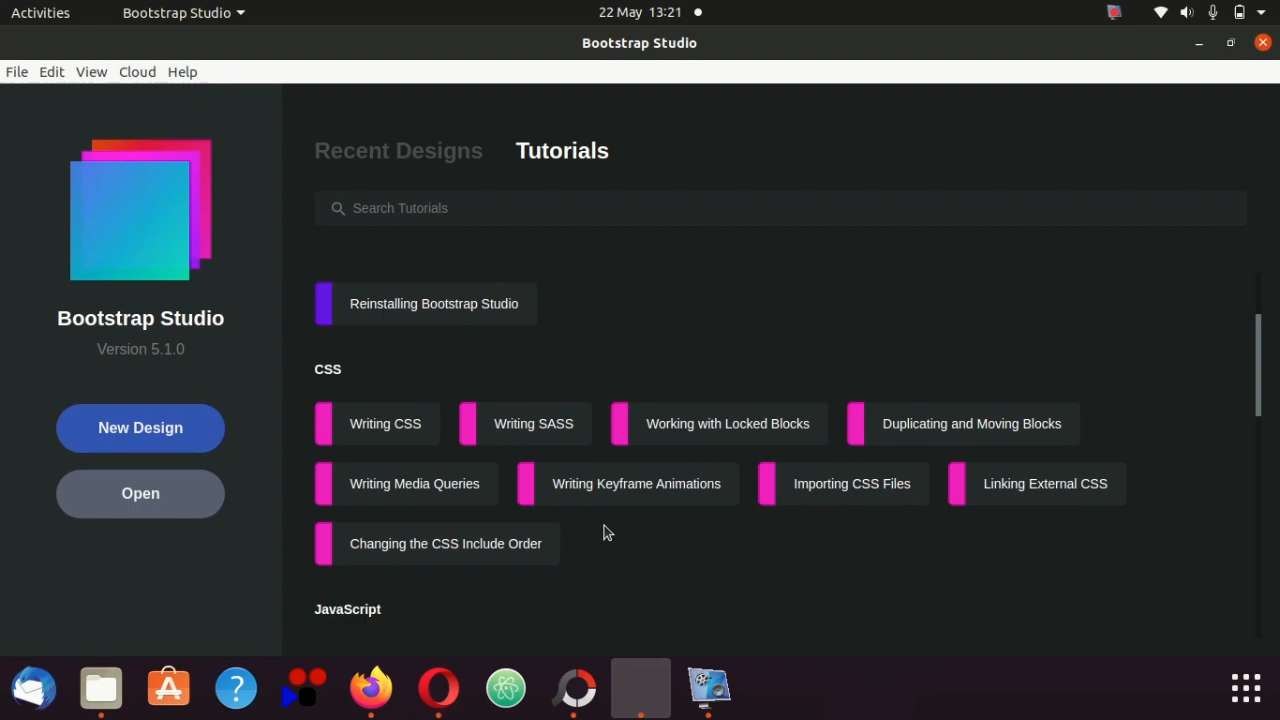 Activities Bootstrap Studio 22 May 13:21
Bootstrap Studio
File Edit View Cloud Help
Bootstrap Studio
Version 5.1.0
New Design
Open
Recent Designs Tutorials
Search Tutorials
Reinstalling Bootstrap Studio
CSS
Writing CSS Writing SASS Working with Locked Blocks Duplicating and Moving Blocks
Writing Media Queries Writing Keyframe Animations Importing CSS Files Linking External CSS
Changing the CSS Include Order
JavaScript